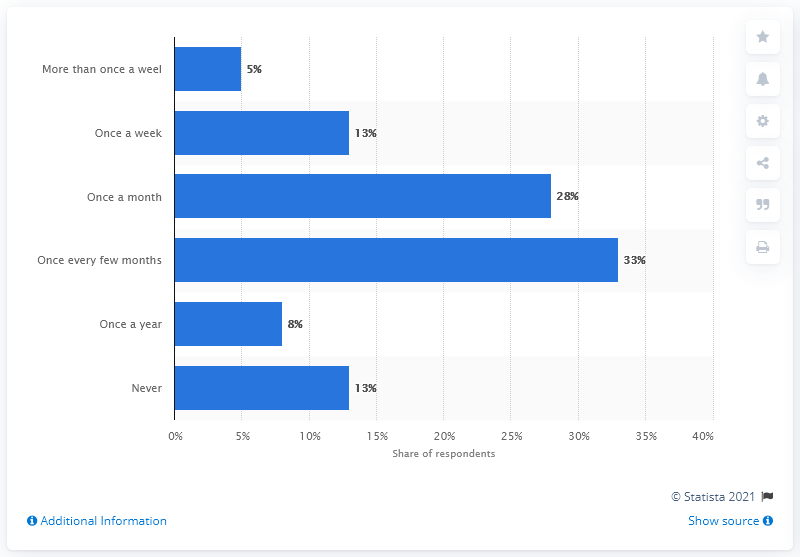 More than once a weel
5%
Once a week
13%
Once a month
28%
Once every few months
33%
Once a year
8%
Never
13%
0% 5% 10% 15% 20% 25% 30% 35% 40%
Share of respondents
© Statista 2021
Additional Information
Show source